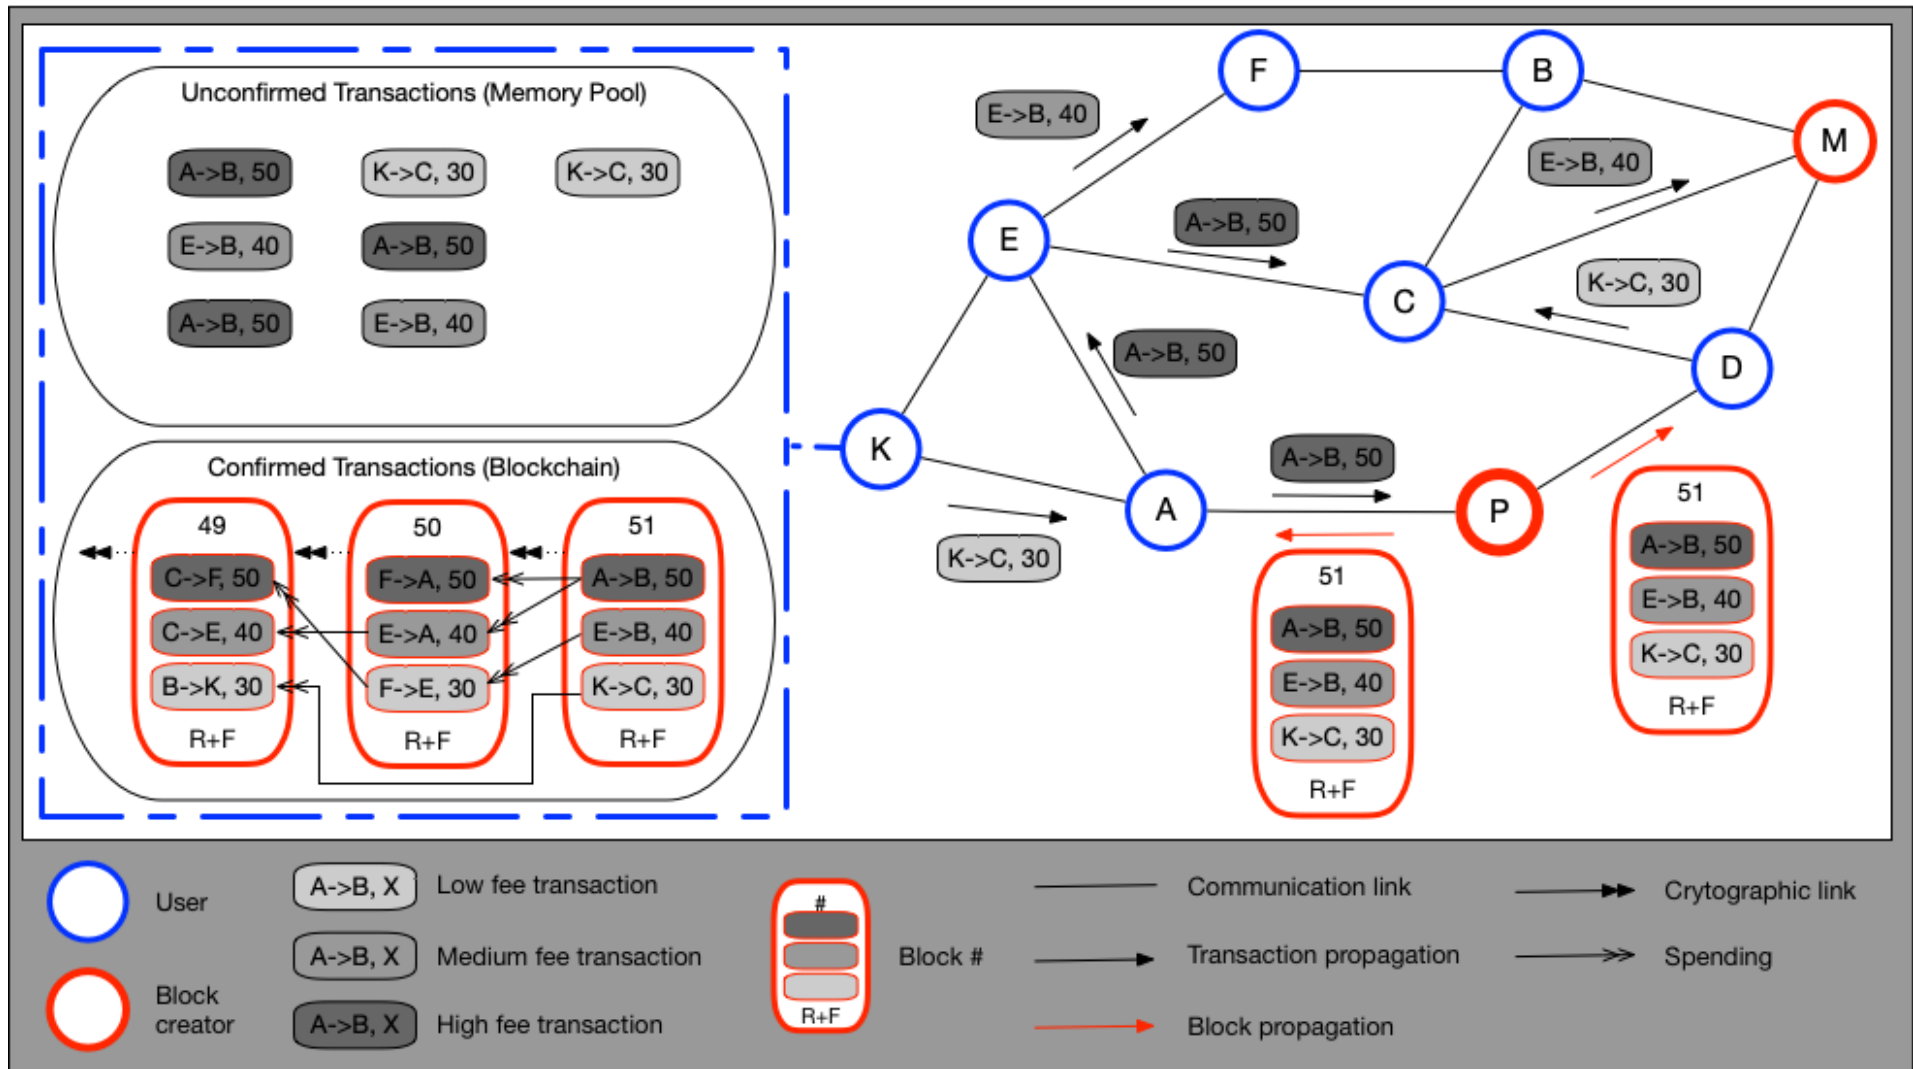 Unconfirmed Transactions (Memory Pool)
A->B, 50
K->C, 30
K->C, 30
E->B, 40
A->B, 50
A->B, 50
E->B, 40
Confirmed Transactions (Blockchain)
49
C->F, 50
C->E, 40
B->K, 30
R+F
50
F->A, 50
E->A, 40
F->E, 30
R+F
51
A->B, 50
E->B, 40
K->C, 30
R+F
F
B
M
E
C
D
K
A
P
E->B, 40
E->B, 40
A->B, 50
K->C, 30
A->B, 50
A->B, 50
K->C, 30
51
A->B, 50
E->B, 40
K->C, 30
R+F
51
A->B, 50
E->B, 40
K->C, 30
R+F
User
Block
creator
A->B, X
Low fee transaction
A->B, X
Medium fee transaction
A->B, X
High fee transaction
#
R+F
Block #
Communication link
Transaction propagation
Block propagation
Crytographic link
Spending